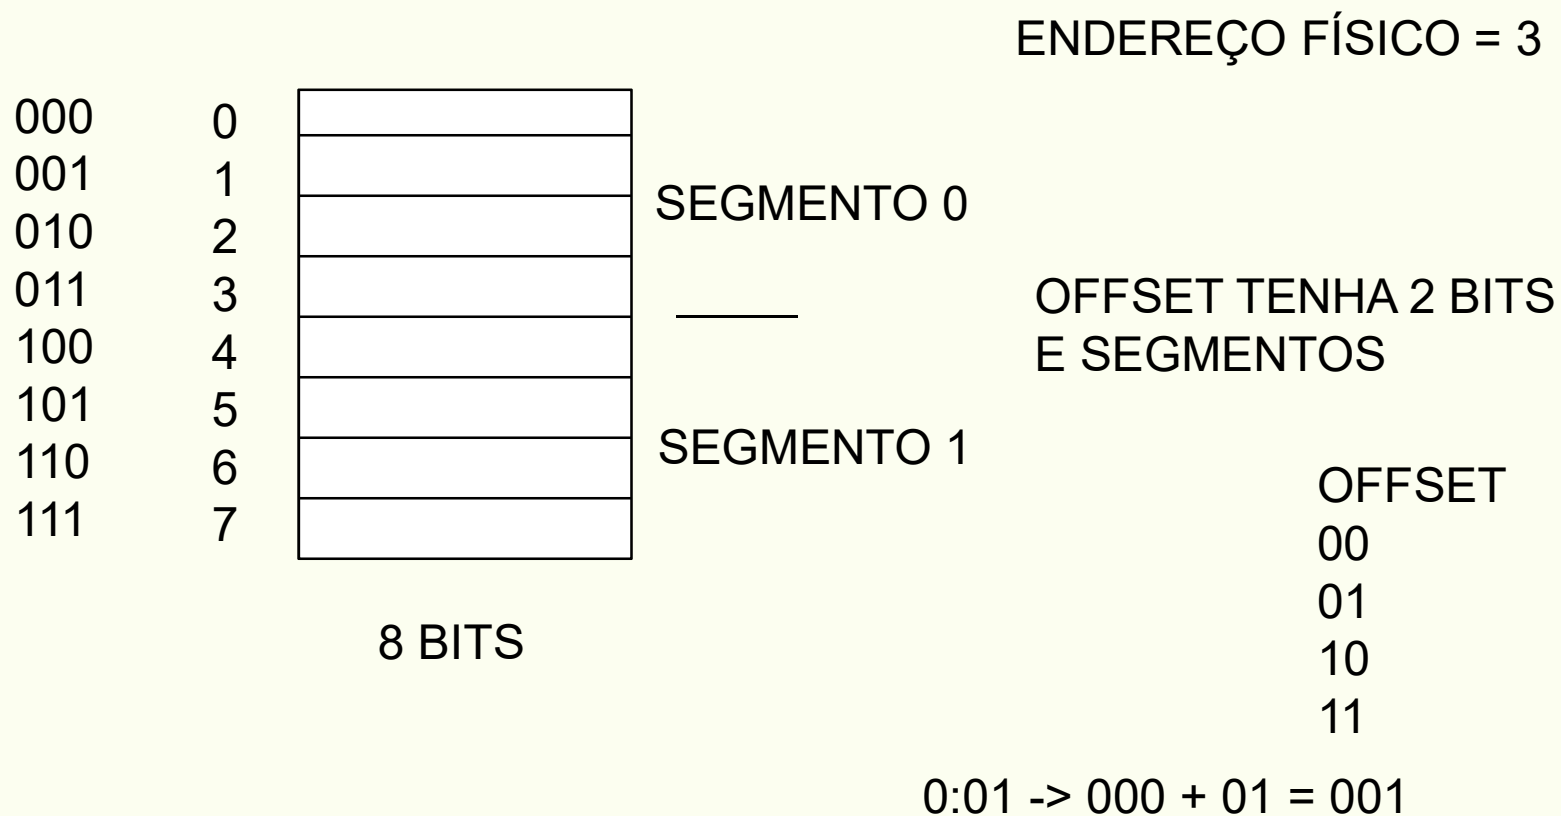 ENDEREÇO FÍSICO = 3
000 0
001 1
010 2
011 3
100 4
101 5
110 6
111 7
SEGMENTO 0
SEGMENTO 1
8 BITS
OFFSET TENHA 2 BITS
E SEGMENTOS
OFFSET
00
01
10
11
0:01 -> 000 + 01 = 001